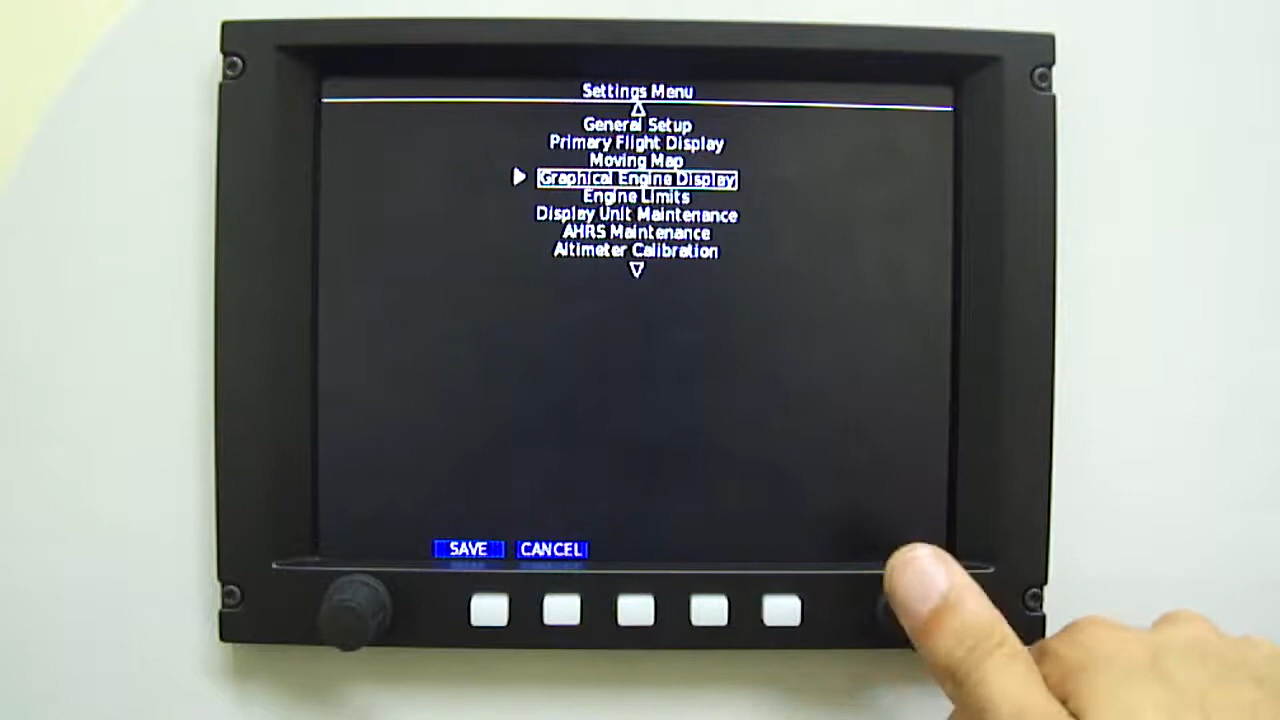 Settings Menu
General Setup
Primary Flight Display
Moving Map
Graphical Engine Display
Engine Limits
Display Unit Maintenance
AHRS Maintenance
Altimeter Calibration
SAVE CANCEL